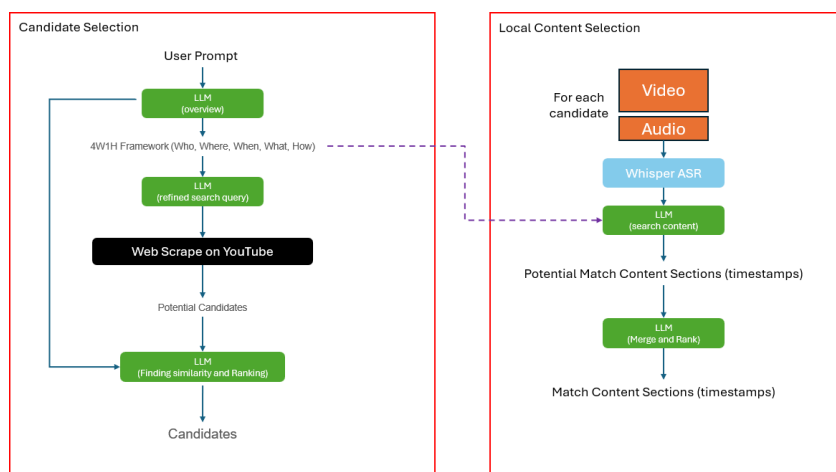 Candidate Selection
User Prompt
LLM
(overview)
4W1H Framework (Who, Where, When, What, How)
LLM
(refined search query)
Web Scrape on YouTube
Potential Candidates
LLM
(Finding similarity and Ranking)
Candidates
Local Content Selection
For each
candidate
Video
Audio
Whisper ASR
LLM
(search content)
Potential Match Content Sections (timestamps)
LLM
(Merge and Rank)
Match Content Sections (timestamps)